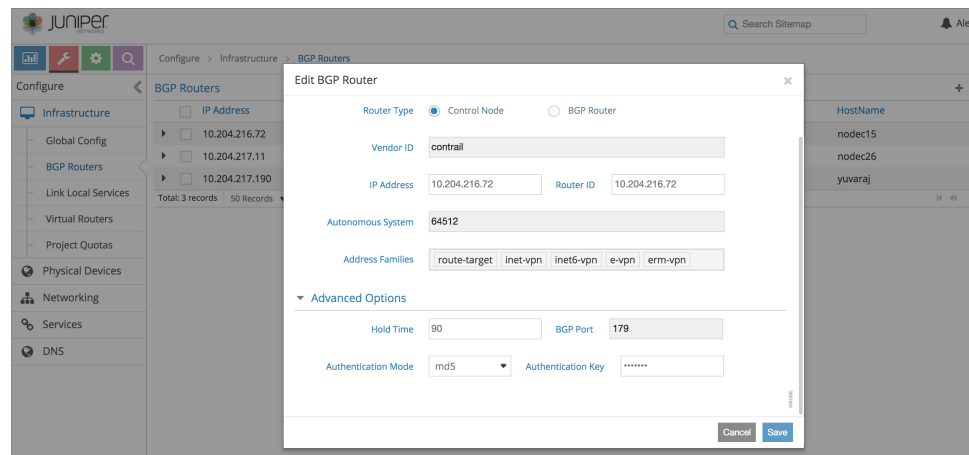 JUNIPER
NETWORKS
Search Sitemap
Ale
Configure > Infrastructure > BGP Routers
Configure
Infrastructure
Global Config
BGP Routers
Link Local Services
Virtual Routers
Project Quotas
Physical Devices
Networking
Services
DNS
BGP Routers
IP Address
HostName
10.204.216.72
nodec15
10.204.217.11
nodec26
10.204.217.190
yuvaraj
Total: 3 records 50 Records
Edit BGP Router
Router Type Control Node BGP Router
Vendor ID contrail
IP Address 10.204.216.72 Router ID 10.204.216.72
Autonomous System 64512
Address Families route-target inet-vpn inet6-vpn e-vpn erm-vpn
Advanced Options
Hold Time 90 BGP Port 179
Authentication Mode md5 Authentication Key •••••••
Cancel Save